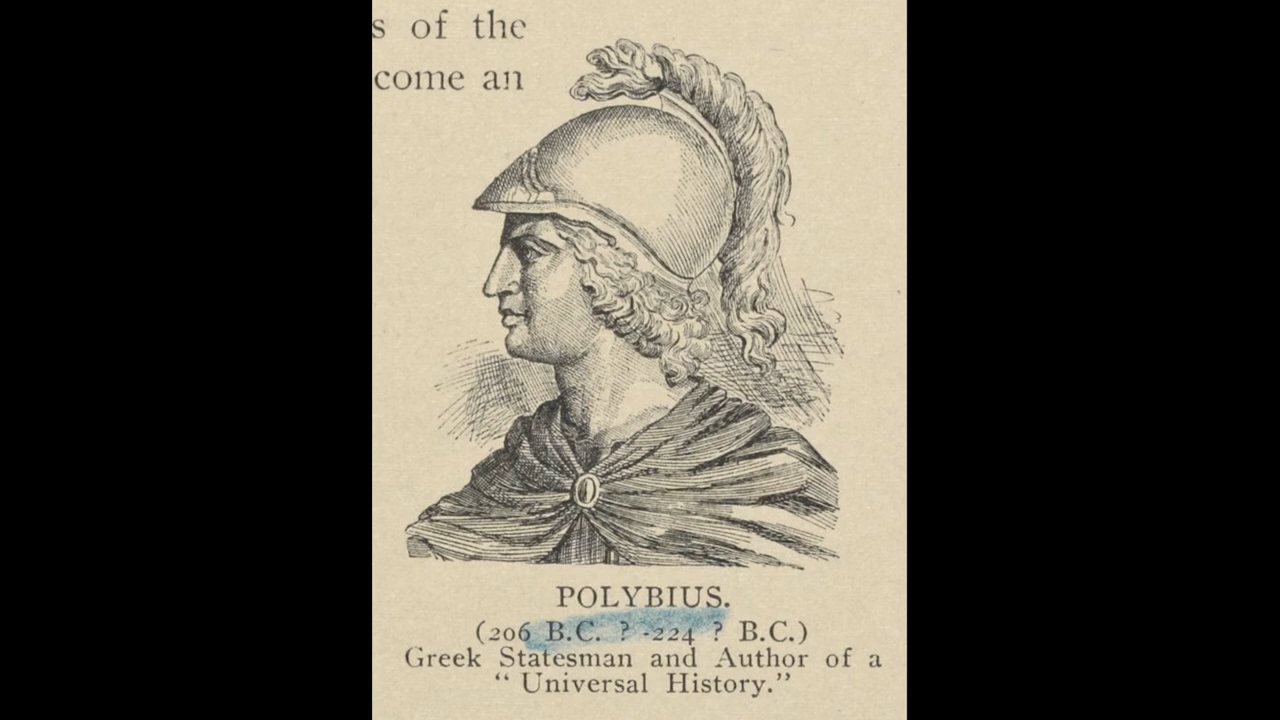 s of the
come an
POLYBIUS.
(206 B.C. ? -224 ? B.C.)
Greek Statesman and Author of a
“ Universal History.”